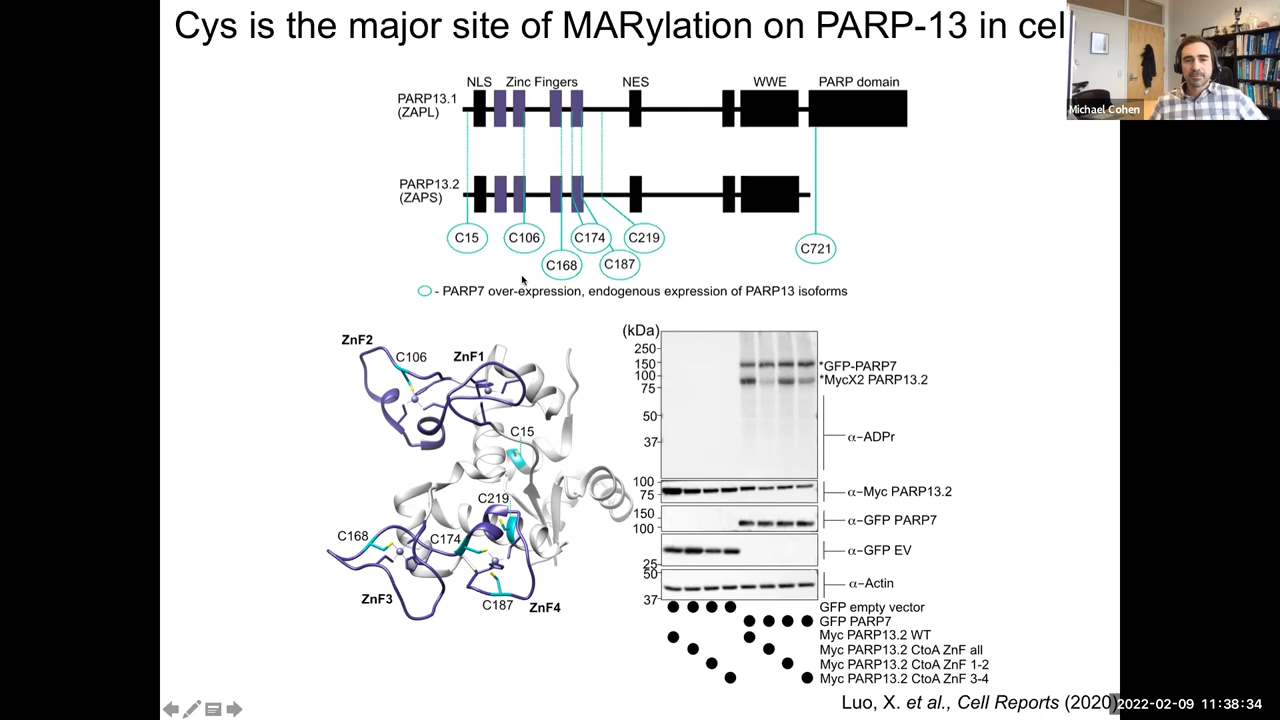 Cys is the major site of MARylation on PARP-13 in cel
Michael Cohen
NLS Zinc Fingers NES WWE PARP domain
PARP13.1
(ZAPL)
PARP13.2
(ZAPS)
C15 C106 C174 C219
C168 C187 C721
- PARP7 over-expression, endogenous expression of PARP13 isoforms
ZnF2
C106 ZnF1
C15
C219
C168 C174
ZnF3 C187 ZnF4
(kDa)
250
150 *GFP-PARP7
100 *MycX2 PARP13.2
75
50
37 α-ADPr
100
75 α-Myc PARP13.2
150
100 α-GFP PARP7
α-GFP EV
25
50
α-Actin
37
GFP empty vector
GFP PARP7
Myc PARP13.2 WT
Myc PARP13.2 CtoA ZnF all
Myc PARP13.2 CtoA ZnF 1-2
Myc PARP13.2 CtoA ZnF 3-4
Luo, X. et al., Cell Reports (2020)
2022-02-09 11:38:34